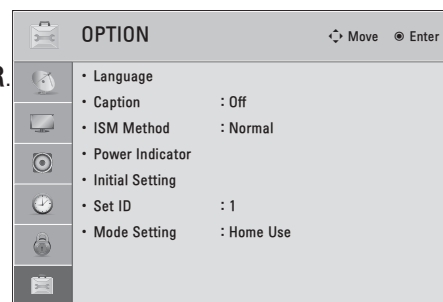 OPTION Move Enter
R.
• Language
• Caption : Off
• ISM Method : Normal
• Power Indicator
• Initial Setting
• Set ID : 1
• Mode Setting : Home Use